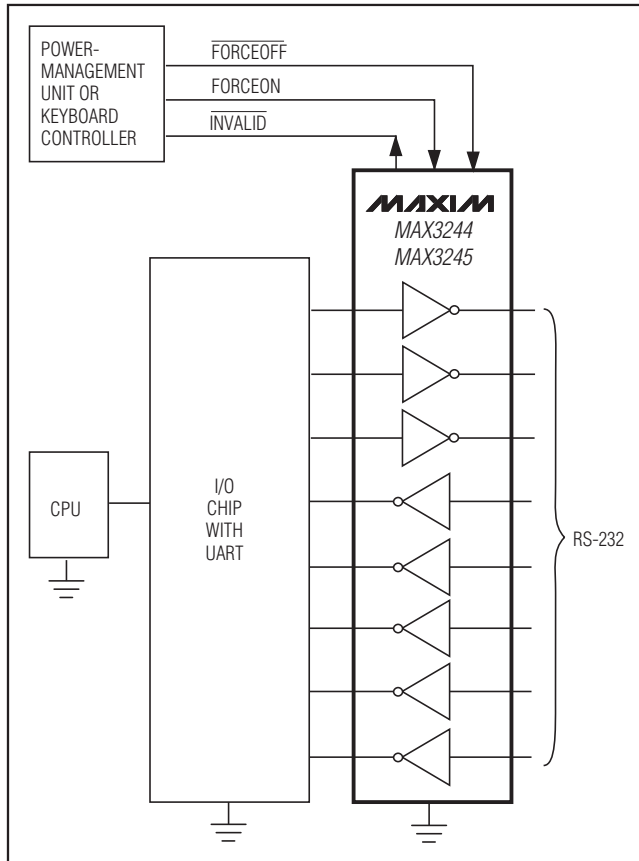 POWER-
MANAGEMENT
UNIT OR
KEYBOARD
CONTROLLER
FORCEOFF
FORCEON
INVALID
MAXIM
MAX3244
MAX3245
CPU
I/O
CHIP
WITH
UART
RS-232